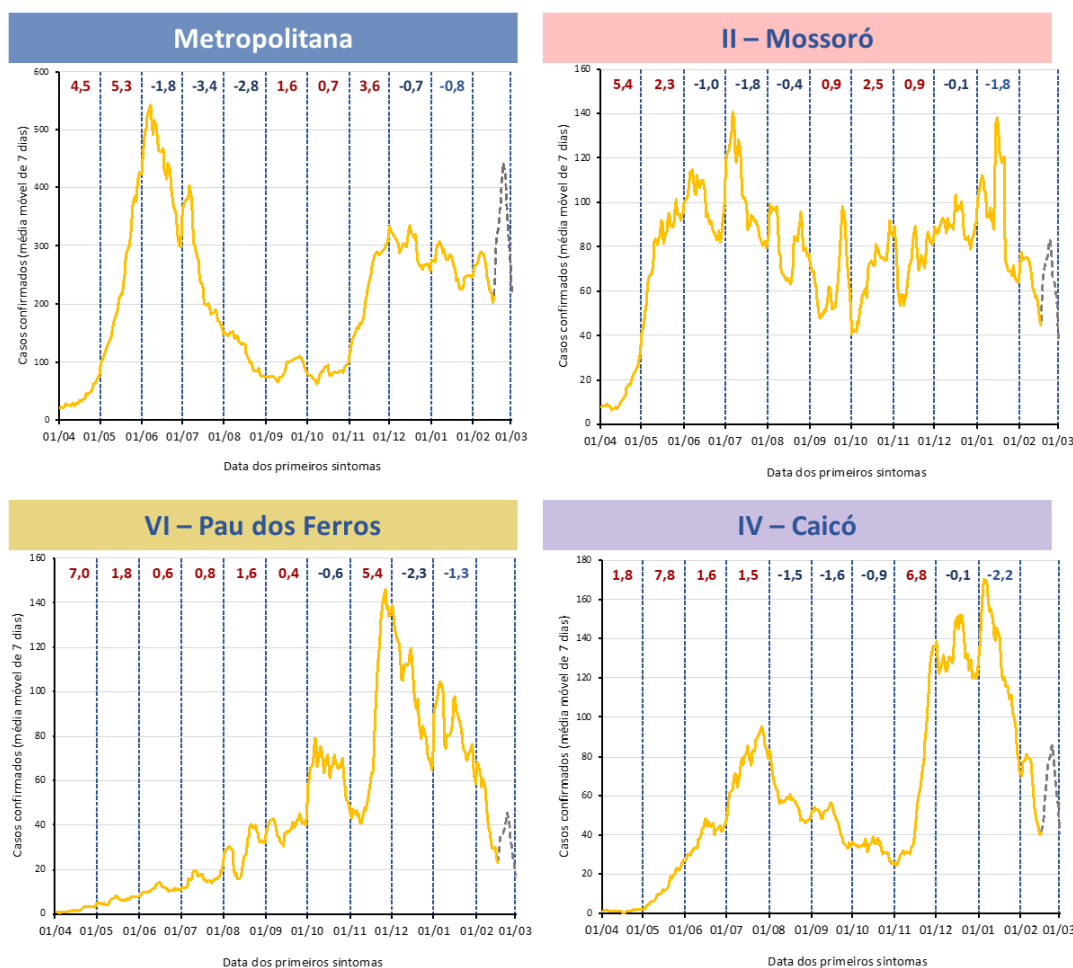 Metropolitana
4,5 5,3 -1,8 -3,4 -2,8 1,6 0,7 3,6 -0,7 -0,8
600
500
400
300
200
100
0
Casos confirmados (média móvel de 7 dias)
01/04 01/05 01/06 01/07 01/08 01/09 01/10 01/11 01/12 01/01 01/02 01/03
Data dos primeiros sintomas
II – Mossoró
5,4 2,3 -1,0 -1,8 -0,4 0,9 2,5 0,9 -0,1 -1,8
160
140
120
100
80
60
40
20
0
Casos confirmados (média móvel de 7 dias)
01/04 01/05 01/06 01/07 01/08 01/09 01/10 01/11 01/12 01/01 01/02 01/03
Data dos primeiros sintomas
VI – Pau dos Ferros
7,0 1,8 0,6 0,8 1,6 0,4 -0,6 5,4 -2,3 -1,3
160
140
120
100
80
60
40
20
0
Casos confirmados (média móvel de 7 dias)
01/04 01/05 01/06 01/07 01/08 01/09 01/10 01/11 01/12 01/01 01/02 01/03
Data dos primeiros sintomas
IV – Caicó
1,8 7,8 1,6 1,5 -1,5 -1,6 -0,9 6,8 -0,1 -2,2
180
160
140
120
100
80
60
40
20
0
Casos confirmados (média móvel de 7 dias)
01/04 01/05 01/06 01/07 01/08 01/09 01/10 01/11 01/12 01/01 01/02 01/03
Data dos primeiros sintomas